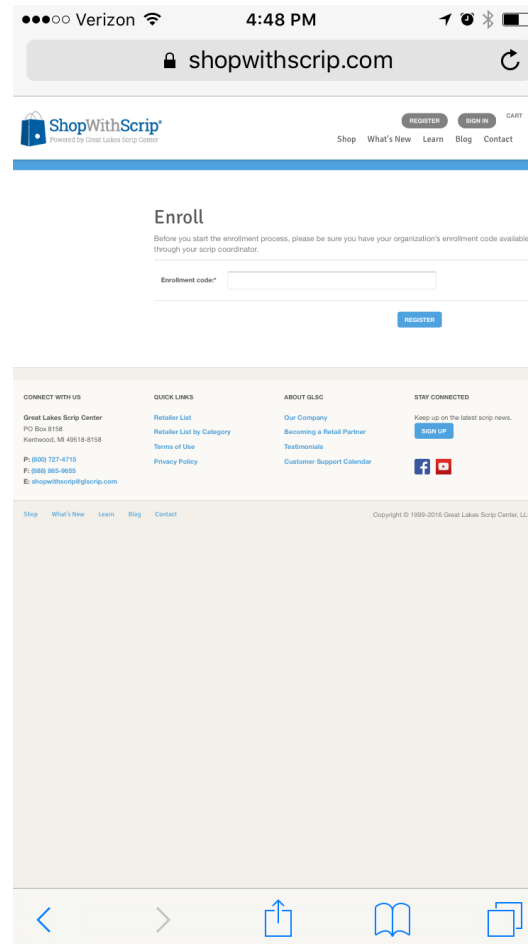 Verizon 4:48 PM
shopwithscrip.com
ShopWithScrip®
Powered by Great Lakes Scrip Center
REGISTER SIGN IN CART
Shop What's New Learn Blog Contact
Enroll
Before you start the enrollment process, please be sure you have your organization's enrollment code available
through your scrip coordinator.
Enrollment code:*
REGISTER
CONNECT WITH US
Great Lakes Scrip Center
PO Box 8158
Kentwood, MI 49518-8158
P: (800) 727-4715
F: (888) 865-9655
E: shopwithscrip@glscrip.com
QUICK LINKS
Retailer List
Retailer List by Category
Terms of Use
Privacy Policy
ABOUT GLSC
Our Company
Becoming a Retail Partner
Testimonials
Customer Support Calendar
STAY CONNECTED
Keep up on the latest scrip news.
SIGN UP
Shop What's New Learn Blog Contact
Copyright © 1999-2016 Great Lakes Scrip Center, LL